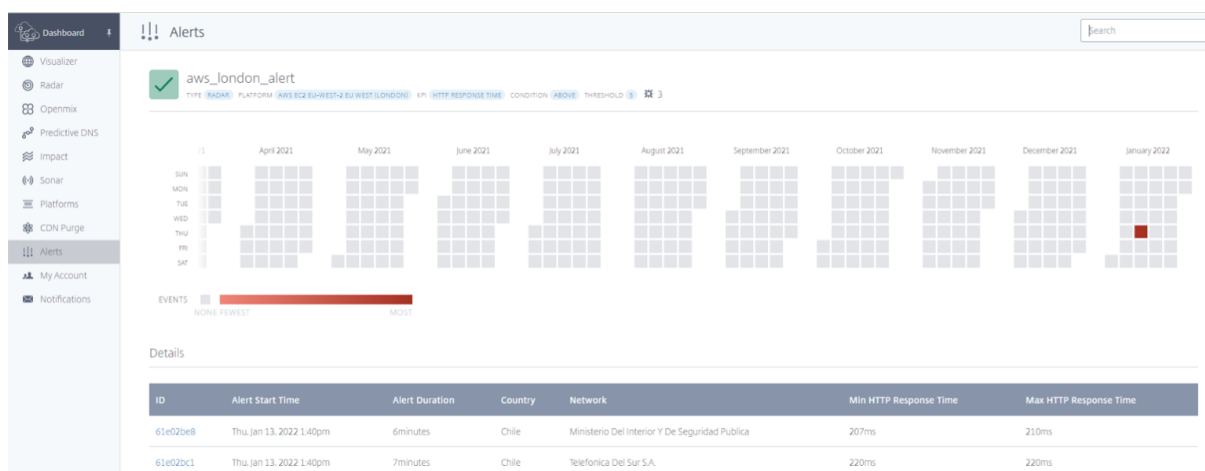 Dashboard
Alerts
Search
Visualizer
Radar
Openmix
Predictive DNS
Impact
Sonar
Platforms
CDN Purge
Alerts
My Account
Notifications
aws_london_alert
TYPE RADAR PLATFORM AWS EC2 EU-WEST-2 EU WEST (LONDON) KPI HTTP RESPONSE TIME CONDITION ABOVE THRESHOLD 5 3
April 2021 May 2021 June 2021 July 2021 August 2021 September 2021 October 2021 November 2021 December 2021 January 2022
SUN
MON
TUE
WED
THU
FRI
SAT
EVENTS
NONE FEWEST MOST
Details
ID Alert Start Time Alert Duration Country Network Min HTTP Response Time Max HTTP Response Time
61e02be8 Thu, Jan 13, 2022 1:40pm 6minutes Chile Ministerio Del Interior Y De Seguridad Publica 207ms 210ms
61e02bc1 Thu, Jan 13, 2022 1:40pm 7minutes Chile Telefonica Del Sur S.A. 220ms 220ms